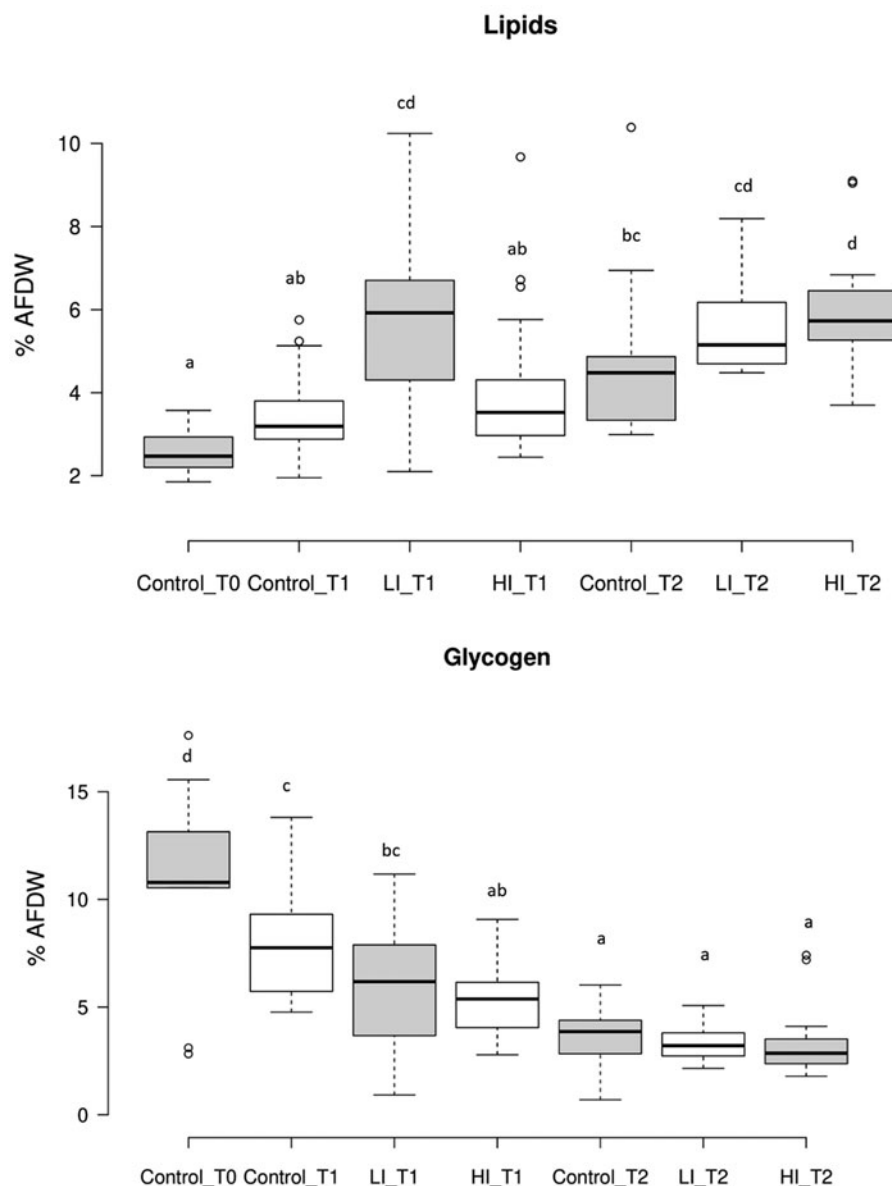 Lipids
cd
10
ab
cd
8
bc
ab
d
6
a
4
2
% AFDW
Control_T0 Control_T1 LI_T1 HI_T1 Control_T2 LI_T2 HI_T2
Glycogen
d
c
15
bc
ab
a
10
a
a
5
0
% AFDW
Control_T0 Control_T1 LI_T1 HI_T1 Control_T2 LI_T2 HI_T2